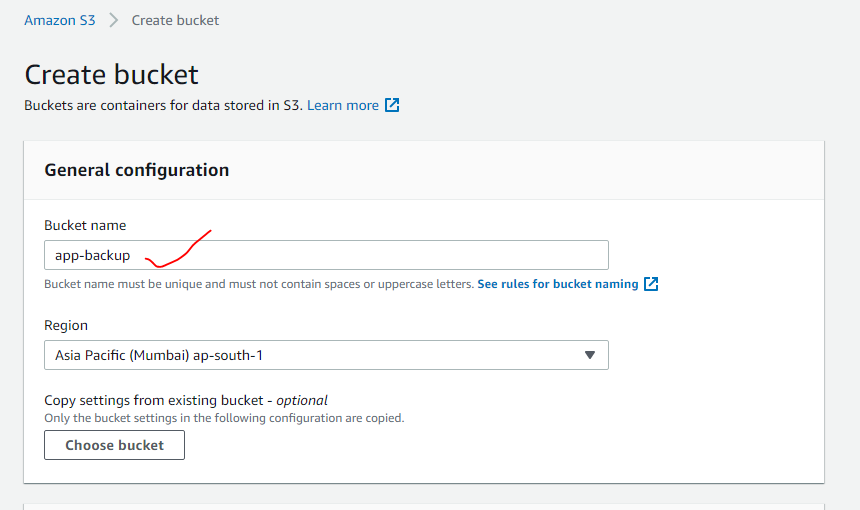 Amazon S3 > Create bucket
Create bucket
Buckets are containers for data stored in S3. Learn more
General configuration
Bucket name
app-backup
Bucket name must be unique and must not contain spaces or uppercase letters. See rules for bucket naming
Region
Asia Pacific (Mumbai) ap-south-1
Copy settings from existing bucket - optional
Only the bucket settings in the following configuration are copied.
Choose bucket